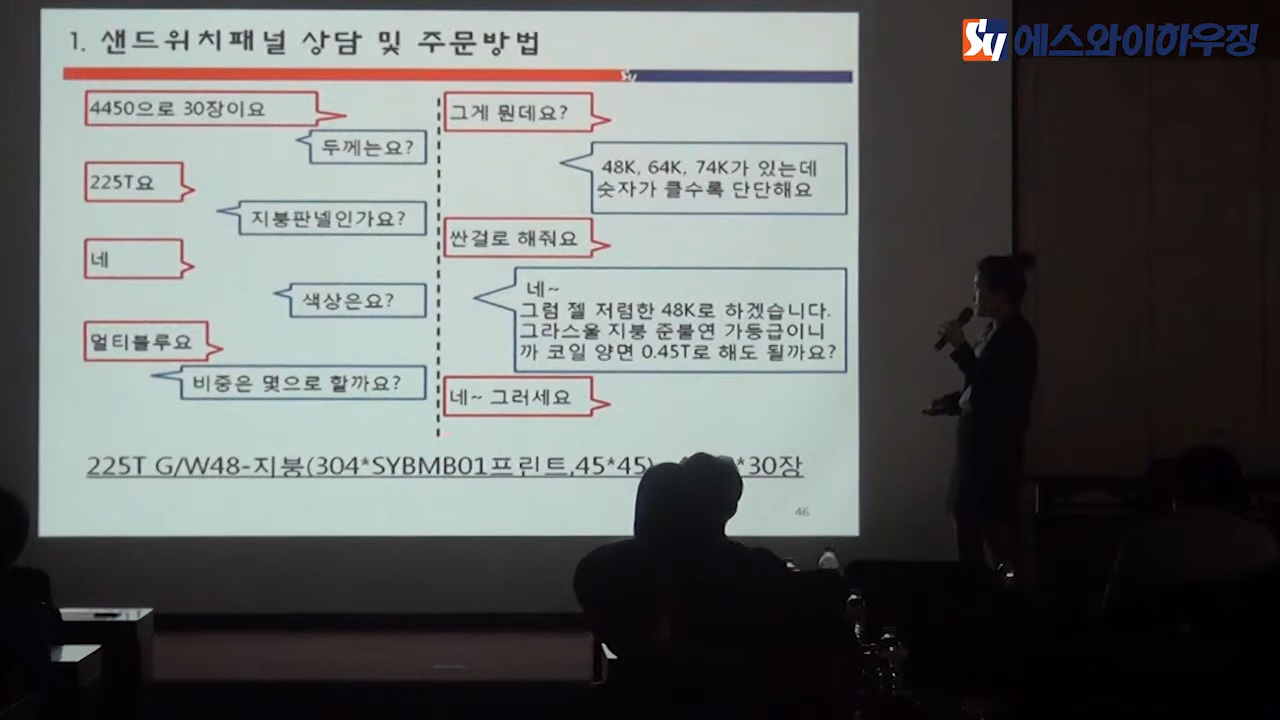 1. 샌드위치패널 상담 및 주문방법
Sy
Sy 에스와이하우징
4450으로 30장이요
두께는요?
225T요
지붕판넬인가요?
네
색상은요?
멀티블루요
비중은 몇으로 할까요?
그게 뭔데요?
48K, 64K, 74K가 있는데
숫자가 클수록 단단해요
싼걸로 해줘요
네~
그럼 젤 저렴한 48K로 하겠습니다.
그라스울 지붕 준불연 가등급이니
까 코일 양면 0.45T로 해도 될까요?
네~ 그러세요
225T G/W48-지붕(304*SYBMB01프린트,45*45) *30장
46